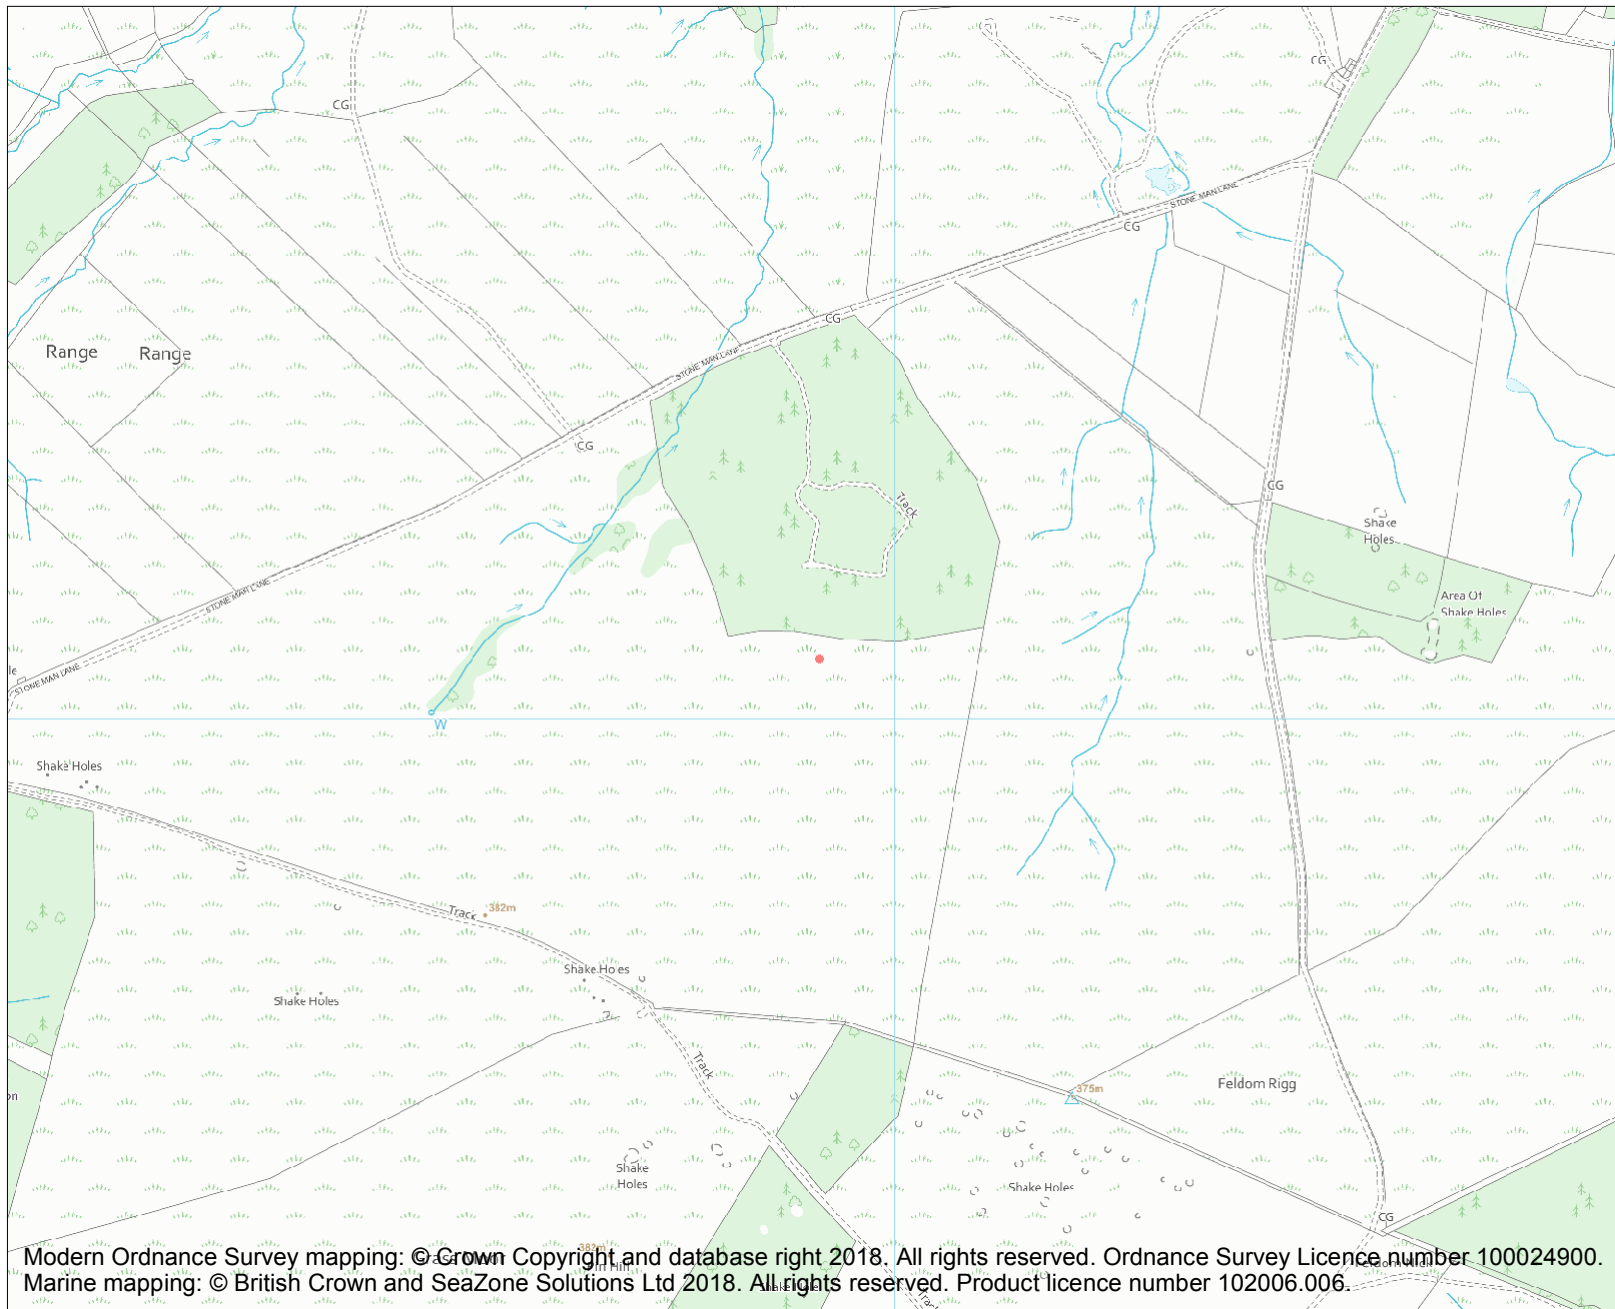 CG
CG
STONE MAN LANE
CG
CG
Range Range
STONE MAN LANE
CG
CG
Track
Shake
Holes
STONE MAN LANE
Area Of
Shake Holes
le
STONE MAN LANE
W
Shake Holes
Track
382m
Shake Holes
Shake Holes
Track
375m
Feldom Rigg
on
Shake
Holes
Shake Holes
CG
382m
Modern Ordnance Survey mapping: © Crown Copyright and database right 2018. All rights reserved. Ordnance Survey Licence number 100024900.
Marine mapping: © British Crown and SeaZone Solutions Ltd 2018. All rights reserved. Product licence number 102006.006.
Track